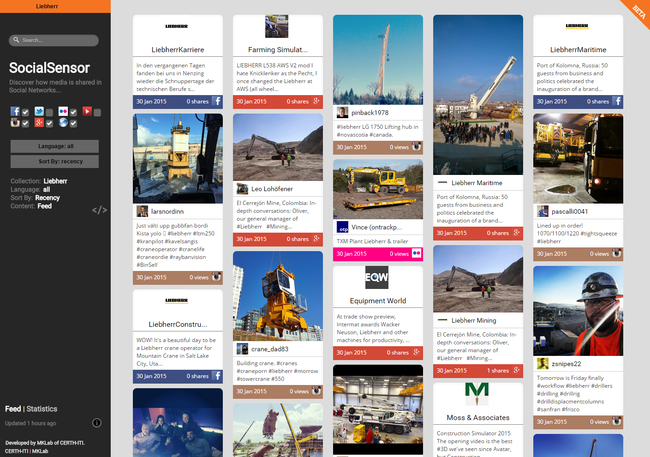 Liebherr
Search...
SocialSensor
Discover how media is shared in
Social Networks...
Language: all
Sort By: recency
Collection: Liebherr
Language: all
Sort By: Recency
Content: Feed
</>
Feed | Statistics
Updated 1 hours ago
Developed by MKLab of CERTH-ITI.
CERTH-ITI | MKLab
BETA
LIEBHERR
LiebherrKarriere
In den vergangenen Tagen
fanden bei uns in Nenzing
wieder die Schnuppertage der
technischen Berufe s...
30 Jan 2015 0 shares
larsnordinn
Just vält upp gubbfan bordi
#kranpilot #kavelsangis
#craneoperator #cranelife
#craneordie #raybanvision
#BirrSell
30 Jan 2015 0 views
LIEBHERR
LiebherrConstru...
WOW! It's a beautiful day to be
a Liebherr crane operator for
Mountain Crane in Salt Lake
City, Uta...
30 Jan 2015 0 shares
Farming Simulat...
LIEBHERR L538 AWS V2 mod I
hate Knicklenker as the Pecht, I
once changed the Liebherr at
AWS (all wheel...
30 Jan 2015 0 shares
Leo Lohöfener
El Cerrejón Mine, Colombia: In-
depth conversations: Oliver,
our general manager of
#Liebherr #Mining...
30 Jan 2015 0 shares
crane_dad83
Building crane. #cranes
#craneporn #liebherr #morrow
#towercrane #550
30 Jan 2015 0 views
pinback1978
#liebherr LG 1750 Lifting hub in
#novascotia #canada.
30 Jan 2015 0 views
otp
Vince (ontrackp...
TXM Plant Liebherr & trailer
30 Jan 2015 0 views
EQW
Equipment World
At trade show preview,
Intermat awards Wacker
Neuson, Liebherr and other
machines for productivity, ...
30 Jan 2015 0 shares
Liebherr Maritime
Port of Kolomna, Russia: 50
guests from business and
politics celebrated the
inauguration of a brand...
30 Jan 2015 0 shares
Liebherr Mining
El Cerrejón Mine, Colombia: In-
depth conversations: Oliver,
our general manager of
#Liebherr #Mining...
30 Jan 2015 1 shares
Moss & Associates
Construction Simulator 2015
The opening video is the best
#3D we've seen since Avatar,
but Construction
LIEBHERR
LiebherrMaritime
Port of Kolomna, Russia: 50
guests from business and
politics celebrated the
inauguration of a brand...
30 Jan 2015 0 shares
pascalli0041
Lined up in order!
1070/1100/1220 #tightsqueeze
#liebherr
30 Jan 2015 0 views
zsnipes22
Tomorrow is Friday finally
#workflow #liebherr #drillers
#drilling #drilling
#drilldisplacmentcolumns
#sanfran #frisco
30 Jan 2015 0 views